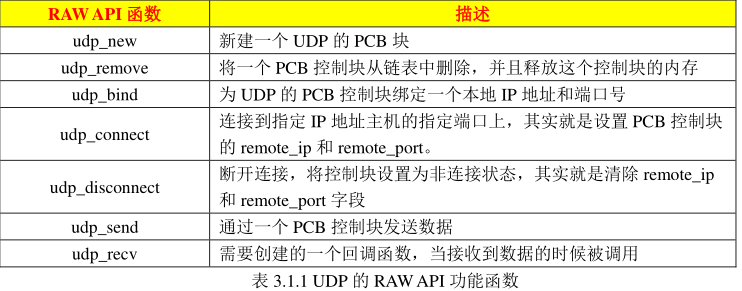 RAW API 函数 描述
udp_new 新建一个 UDP 的 PCB 块
udp_remove 将一个 PCB 控制块从链表中删除，并且释放这个控制块的内存
udp_bind 为 UDP 的 PCB 控制块绑定一个本地 IP 地址和端口号
udp_connect 连接到指定 IP 地址主机的指定端口上，其实就是设置 PCB 控制块
的 remote_ip 和 remote_port。
udp_disconnect 断开连接，将控制块设置为非连接状态，其实就是清除 remote_ip
和 remote_port 字段
udp_send 通过一个 PCB 控制块发送数据
udp_recv 需要创建的一个回调函数，当接收到数据的时候被调用
表 3.1.1 UDP 的 RAW API 功能函数